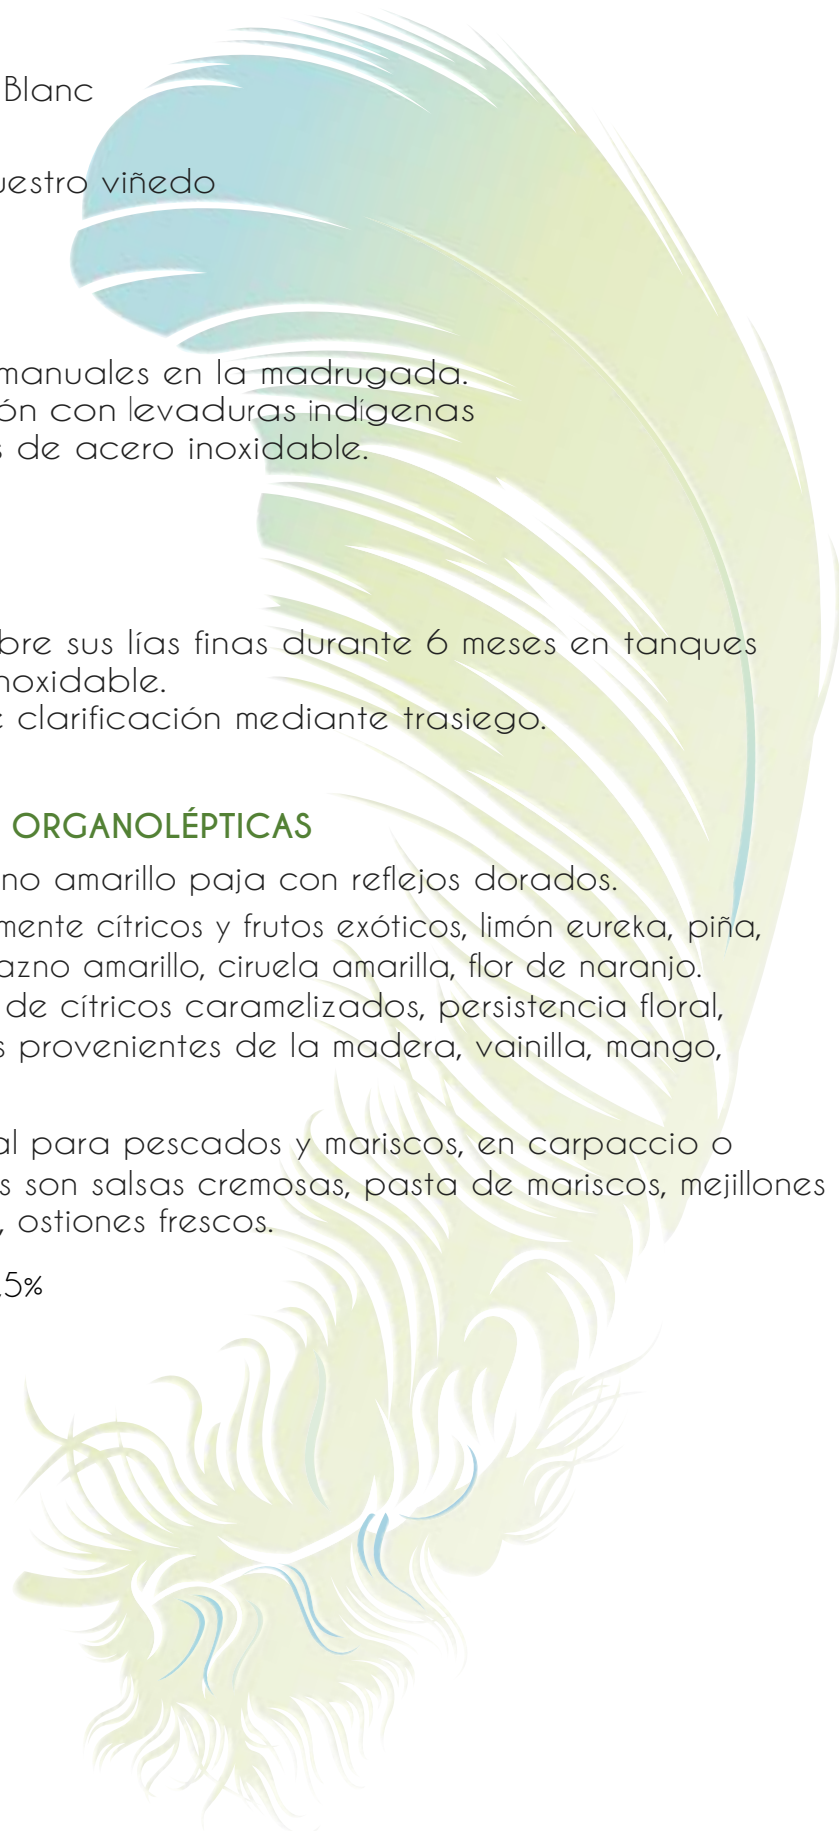 Blanc
uestro viñedo
manuales en la madrugada.
ón con levaduras indígenas
s de acero inoxidable.
bre sus lías finas durante 6 meses en tanques
noxidable.
e clarificación mediante trasiego.
ORGANOLÉPTICAS
no amarillo paja con reflejos dorados.
mente cítricos y frutos exóticos, limón eureka, piña,
azno amarillo, ciruela amarilla, flor de naranjo.
de cítricos caramelizados, persistencia floral,
s provenientes de la madera, vainilla, mango,
al para pescados y mariscos, en carpaccio o
s son salsas cremosas, pasta de mariscos, mejillones
, ostiones frescos.
.5%